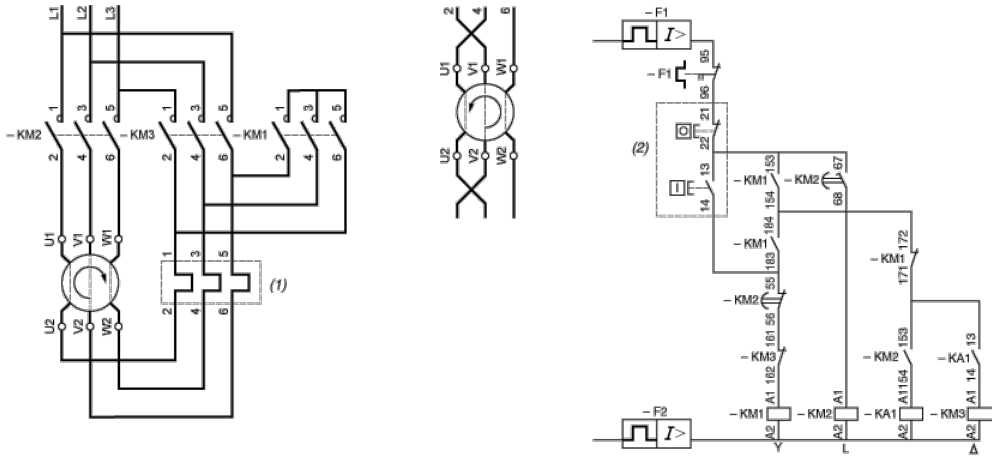 L1 L2 L3
1 3 5 1 3 5 1 3 5
– KM2 – KM3 – KM1
2 4 6 2 4 6 2 4 6
U1 V1 W1 1 3 5
(1)
U2 V2 W2 2 4 6
2 4 6
U1 V1 W1
U2 V2 W2
– F1
I>
95
– F1
96
21
O
22
(2)
13
I
14
153 67
– KM1 – KM2
154 68
184 172
– KM1 – KM1
183 171
55
– KM2
56
161 153 13
– KM3 – KM2 – KA1
162 154 14
A1 A1 A1 A1
– KM1 – KM2 – KA1 – KM3
A2 A2 A2 A2
– F2
I>
Y L Δ